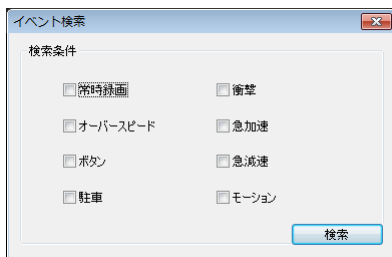 イベント検索
検索条件
常時録画 衝撃
オーバースピード 急加速
ボタン 急減速
駐車 モーション
検索